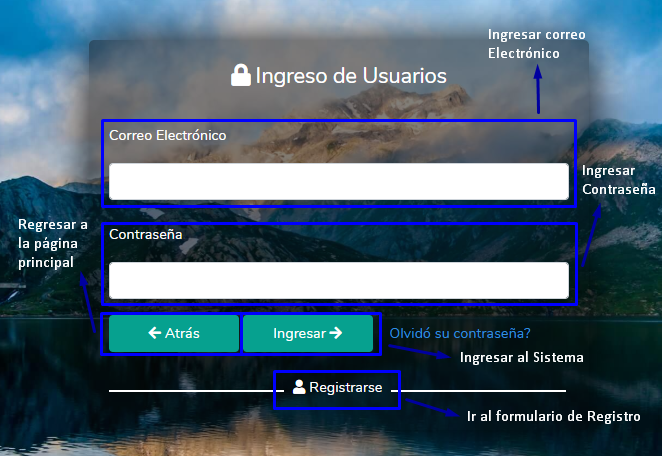 Ingresar correo
Electrónico
Ingreso de Usuarios
Correo Electrónico
Ingresar
Contraseña
Regresar a
la página
principal
Contraseña
Atrás
Ingresar
Olvidó su contraseña?
Ingresar al Sistema
Registrarse
Ir al formulario de Registro